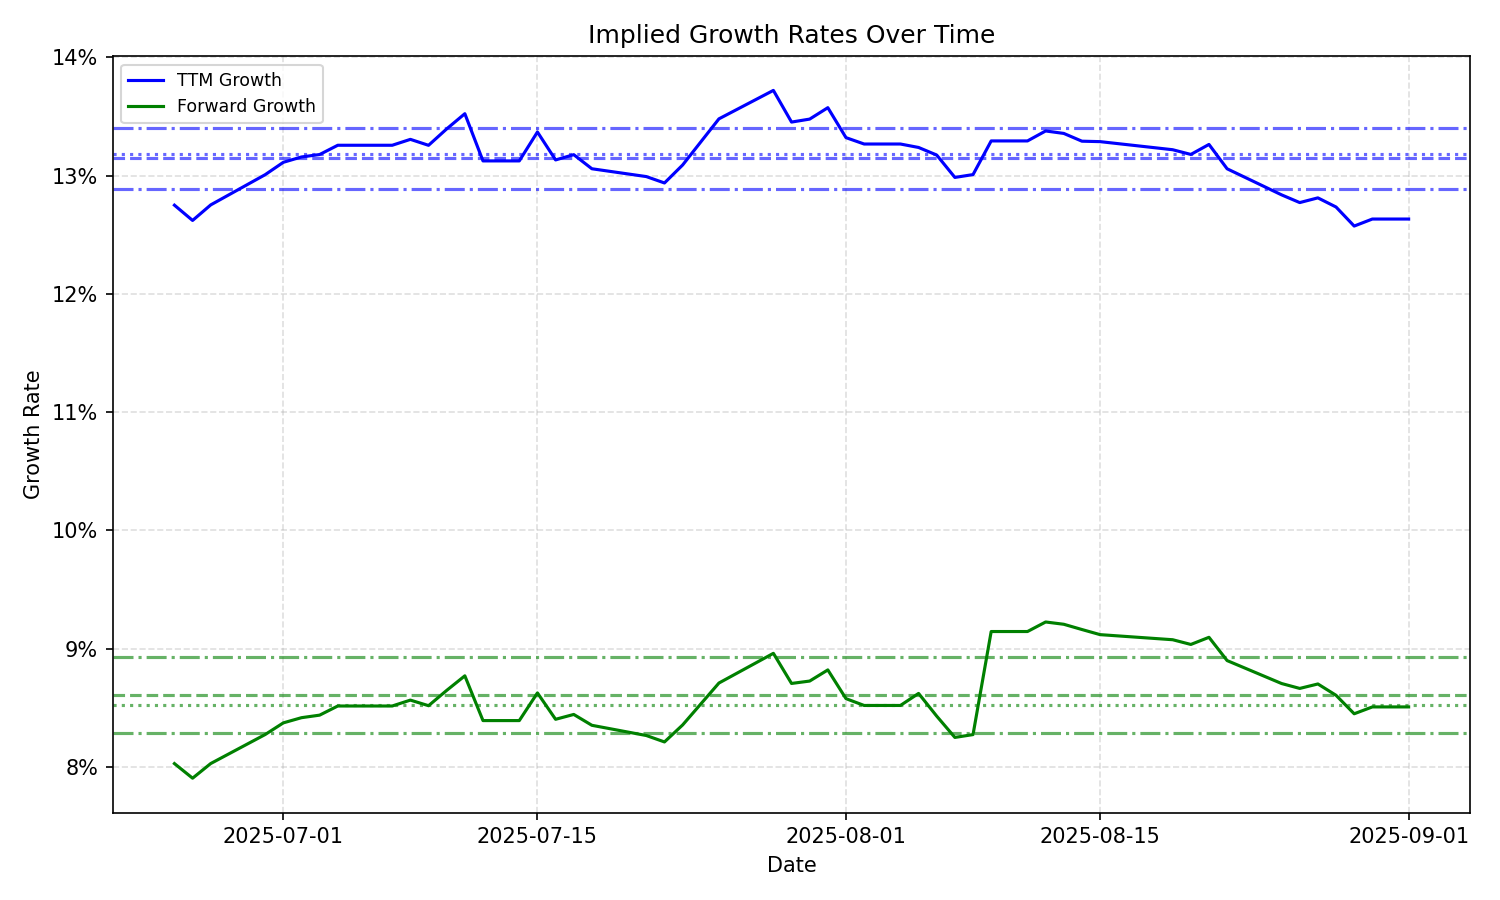 Implied Growth Rates Over Time
TTM Growth
Forward Growth
14%
13%
12%
11%
10%
9%
8%
Growth Rate
2025-07-01
2025-07-15
2025-08-01
2025-08-15
2025-09-01
Date